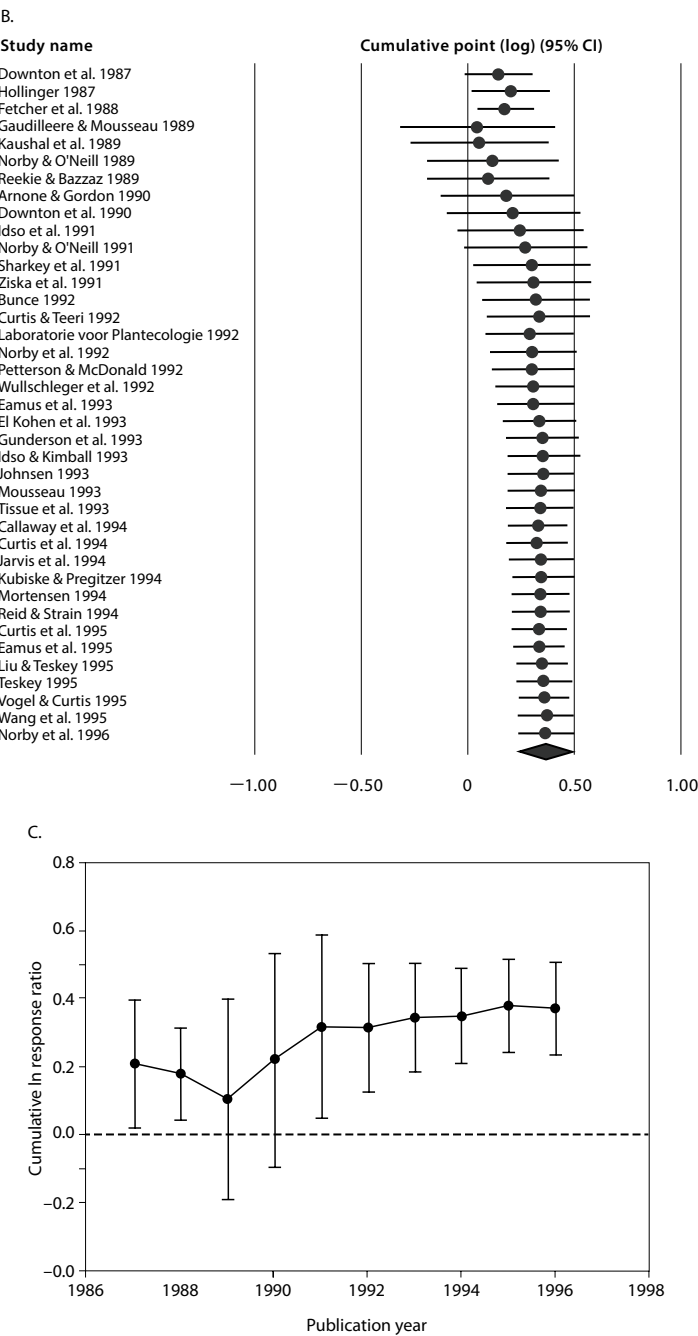 B.
Study name Cumulative point (log) (95% CI)
Downton et al. 1987
Hollinger 1987
Fetcher et al. 1988
Gaudilleere & Mousseau 1989
Kaushal et al. 1989
Norby & O'Neill 1989
Reekie & Bazzaz 1989
Arnone & Gordon 1990
Downton et al. 1990
Idso et al. 1991
Norby & O'Neill 1991
Sharkey et al. 1991
Ziska et al. 1991
Bunce 1992
Curtis & Teeri 1992
Laboratorie voor Plantecologie 1992
Norby et al. 1992
Petterson & McDonald 1992
Wullschleger et al. 1992
Eamus et al. 1993
El Kohen et al. 1993
Gunderson et al. 1993
Idso & Kimball 1993
Johnsen 1993
Mousseau 1993
Tissue et al. 1993
Callaway et al. 1994
Curtis et al. 1994
Jarvis et al. 1994
Kubiske & Pregitzer 1994
Mortensen 1994
Reid & Strain 1994
Curtis et al. 1995
Eamus et al. 1995
Liu & Teskey 1995
Teskey 1995
Vogel & Curtis 1995
Wang et al. 1995
Norby et al. 1996
—1.00 —0.50 0 0.50 1.00
C.
Cumulative ln response ratio
0.8
0.6
0.4
0.2
0.0
–0.2
–0.0
1986 1988 1990 1992 1994 1996 1998
Publication year